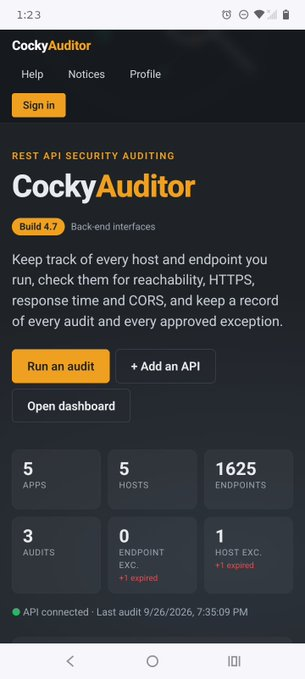 1:23
CockyAuditor
Help Notices Profile
Sign in
REST API SECURITY AUDITING
CockyAuditor
Build 4.7 Back-end interfaces
Keep track of every host and endpoint you
run, check them for reachability, HTTPS,
response time and CORS, and keep a record
of every audit and every approved exception.
Run an audit + Add an API
Open dashboard
5 5 1625
APPS HOSTS ENDPOINTS
3 0 1
AUDITS ENDPOINT HOST EXC.
EXC. +1 expired
+1 expired
API connected · Last audit 9/26/2026, 7:35:09 PM